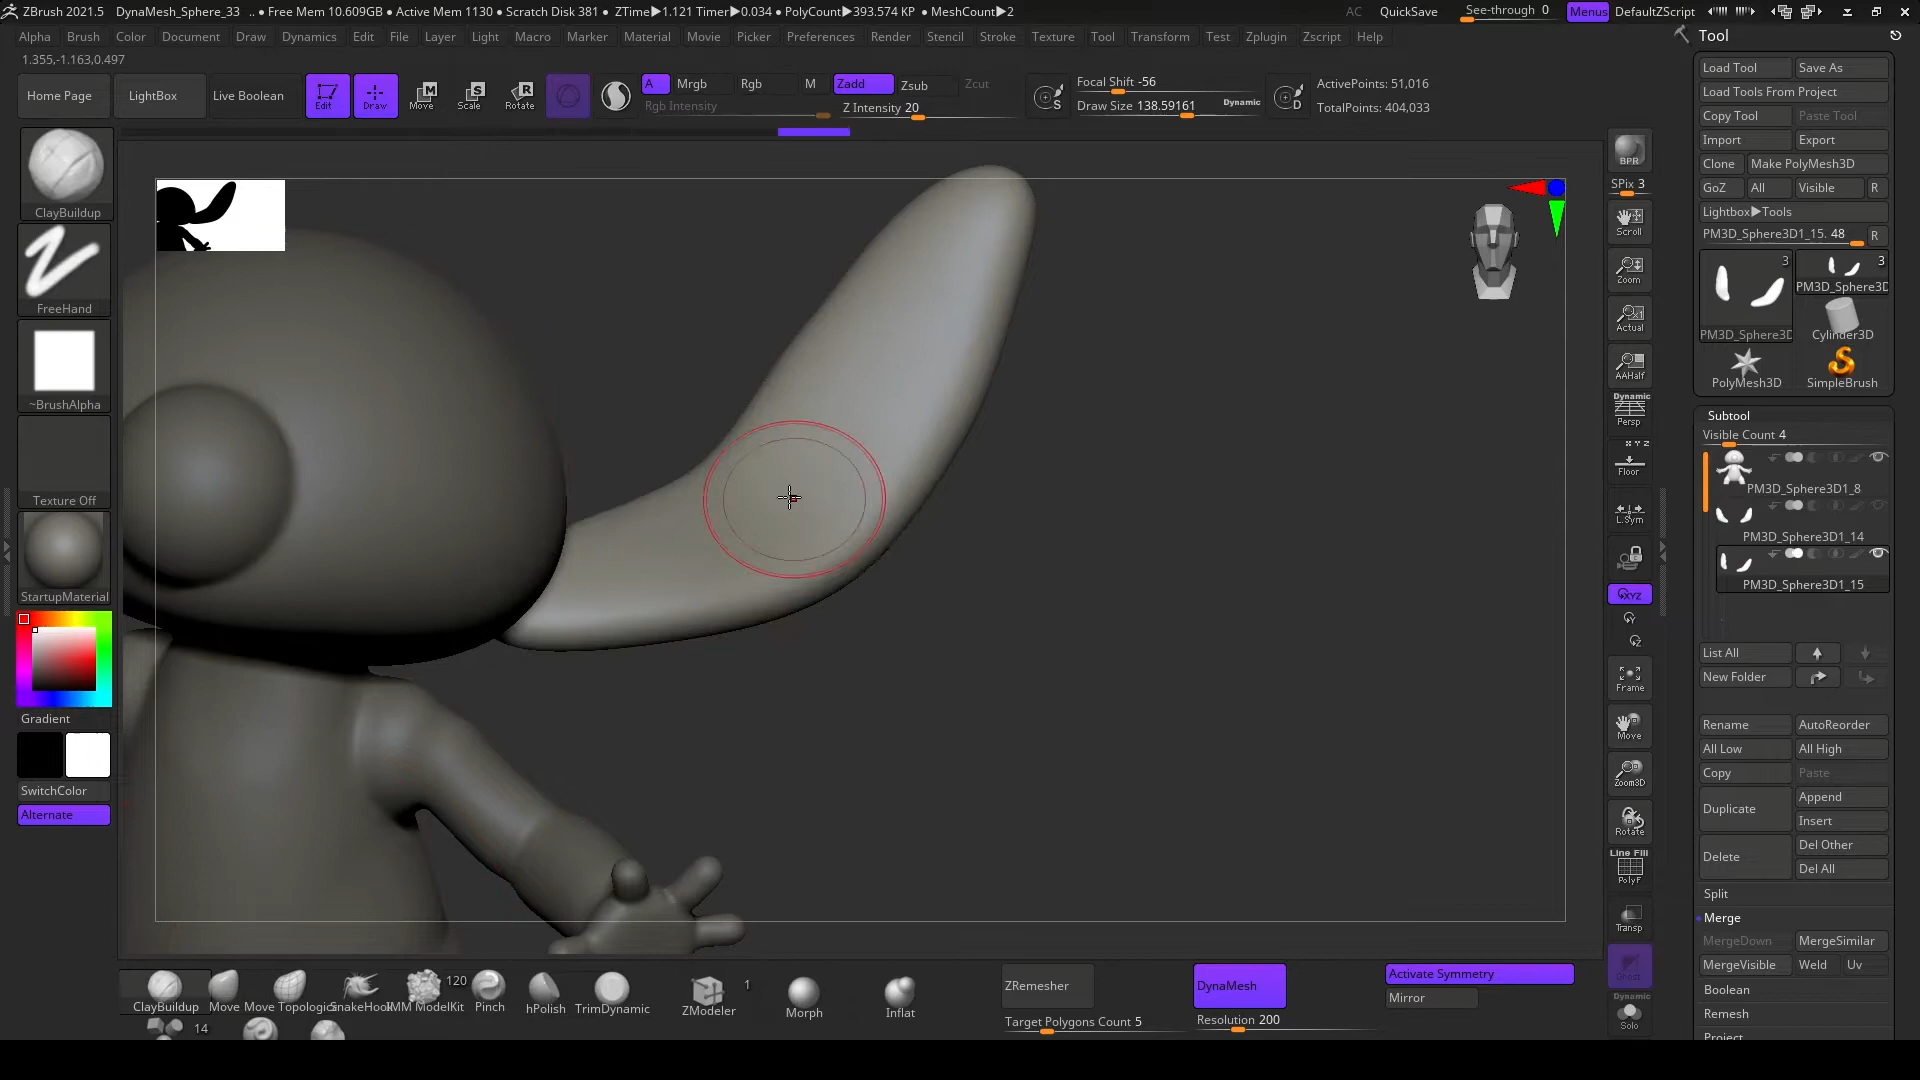 ZBrush 2021.5 DynaMesh_Sphere_33 .. ● Free Mem 10.609GB ● Active Mem 1130 ● Scratch Disk 381 ● ZTime▶1.121 Timer▶0.034 ● PolyCount▶393.574 KP ● MeshCount▶2 AC QuickSave See-through 0 Menus DefaultZScript
Alpha Brush Color Document Draw Dynamics Edit File Layer Light Macro Marker Material Movie Picker Preferences Render Stencil Stroke Texture Tool Transform Test Zplugin Zscript Help
1.355,-1.163,0.497
Home Page LightBox Live Boolean Edit Draw Move Scale Rotate
A Mrgb Rgb M Zadd Zsub Zcut
Rgb Intensity Z Intensity 20
S Focal Shift -56
Draw Size 138.59161 Dynamic D
ActivePoints: 51,016
TotalPoints: 404,033
ClayBuildup
FreeHand
~BrushAlpha
Texture Off
StartupMaterial
Gradient
SwitchColor
Alternate
BPR
SPix 3
Scroll
Zoom
Actual
AAHalf
Dynamic
Persp
X Y Z
Floor
L.Sym
XYZ
Y
Z
Frame
Move
Zoom3D
Rotate
Line Fill
PolyF
Transp
Ghost
Dynamic
Solo
Tool
Load Tool Save As
Load Tools From Project
Copy Tool Paste Tool
Import Export
Clone Make PolyMesh3D
GoZ All Visible R
Lightbox▶Tools
PM3D_Sphere3D1_15. 48 R
3 3
PM3D_Sphere3D
PM3D_Sphere3D Cylinder3D
PolyMesh3D SimpleBrush
Subtool
Visible Count 4
PM3D_Sphere3D1_8
PM3D_Sphere3D1_14
PM3D_Sphere3D1_15
List All
New Folder
Rename AutoReorder
All Low All High
Copy Paste
Duplicate Append
Insert
Delete Del Other
Del All
Split
Merge
MergeDown MergeSimilar
MergeVisible Weld Uv
Boolean
Remesh
Project
ClayBuildup Move Move Topologic SnakeHook IMM ModelKit 120 Pinch hPolish TrimDynamic ZModeler 1 Morph Inflat
14
ZRemesher
Target Polygons Count 5
DynaMesh
Resolution 200
Activate Symmetry
Mirror